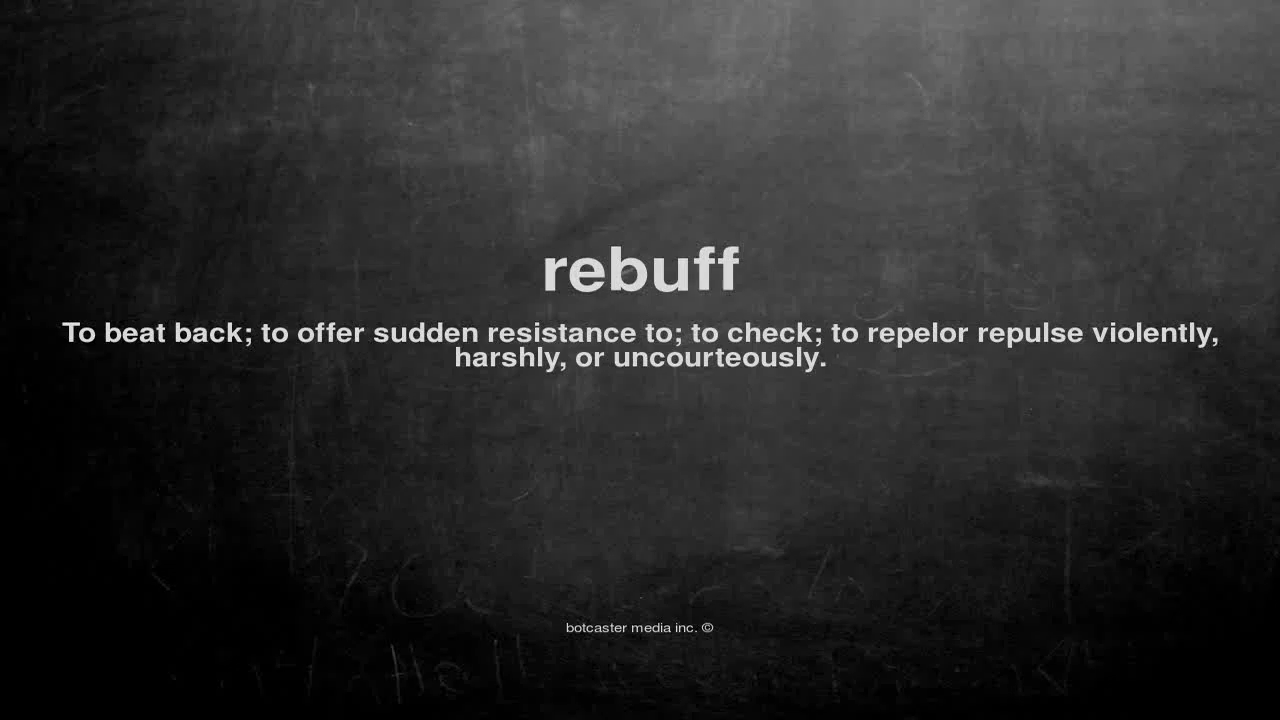 rebuff
To beat back; to offer sudden resistance to; to check; to repelor repulse violently,
harshly, or uncourteously.
botcaster media inc. ©